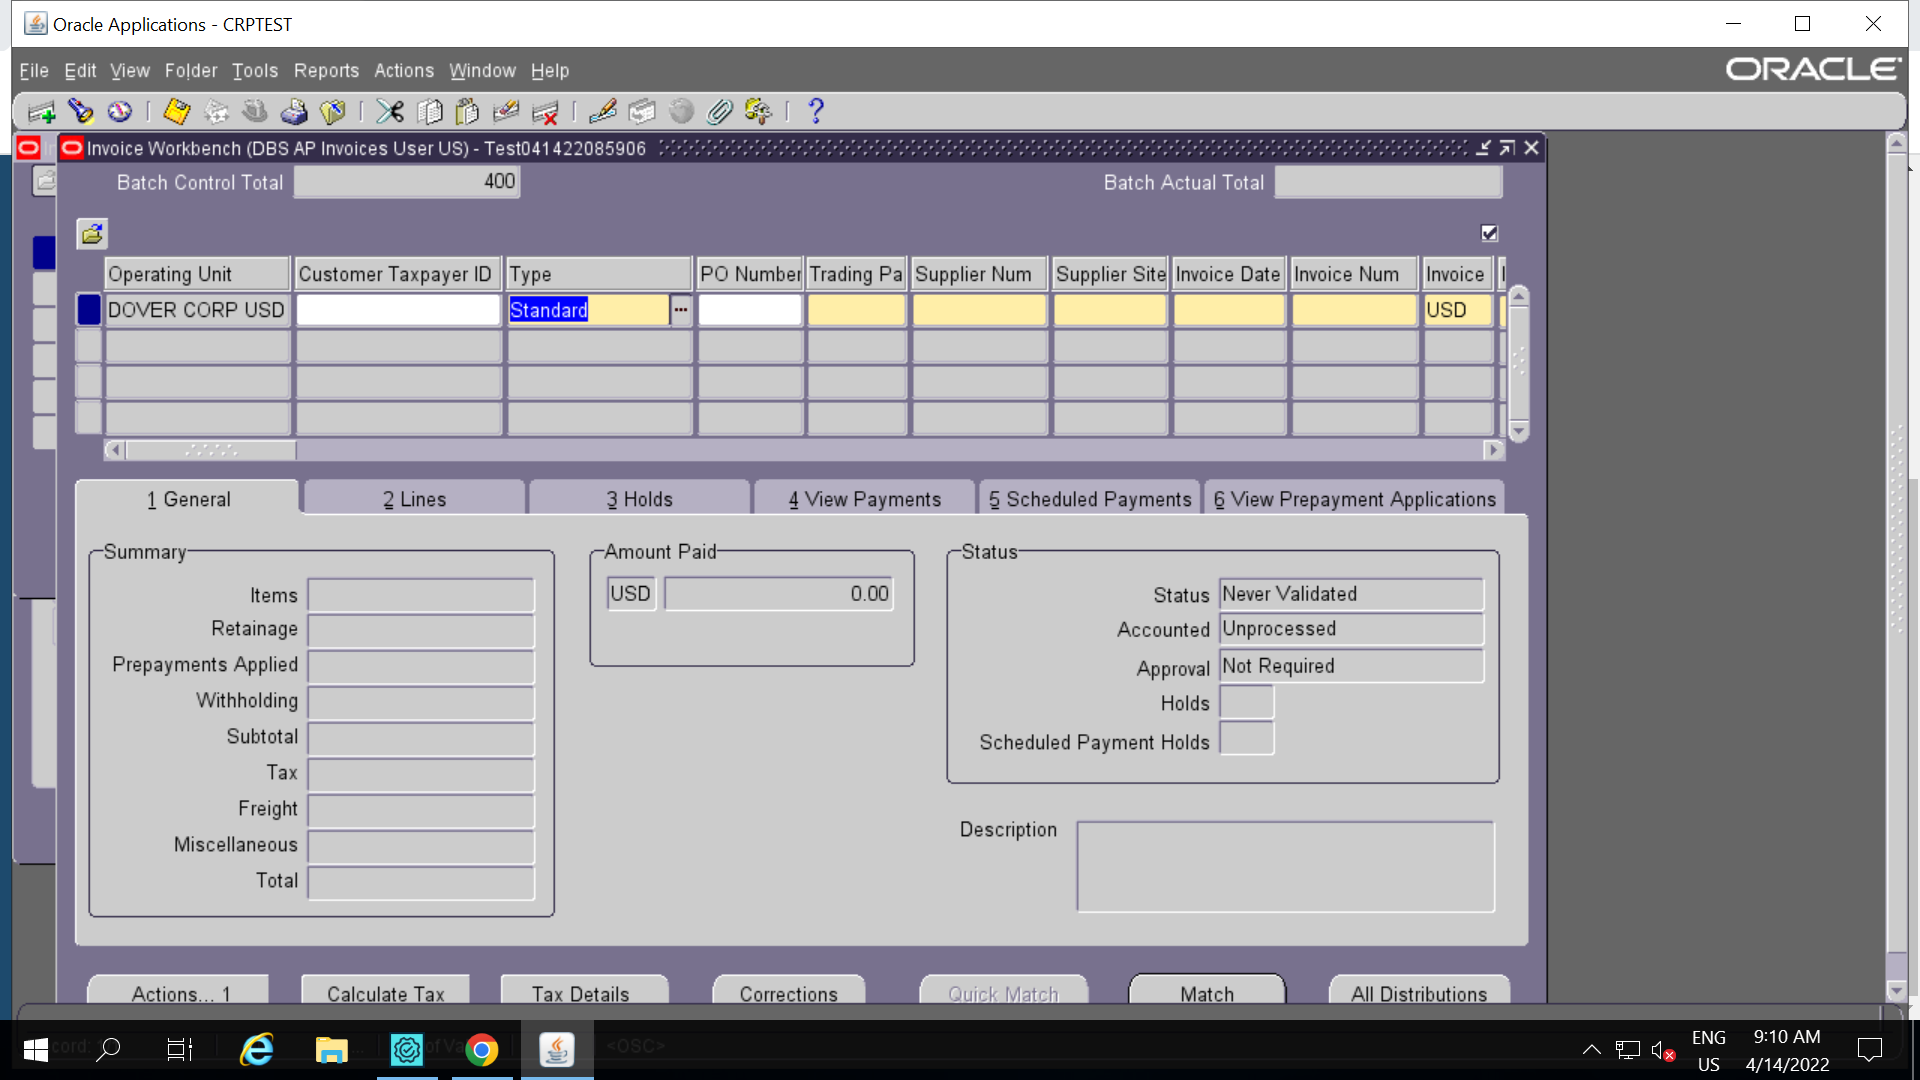 Oracle Applications - CRPTEST
File Edit View Folder Tools Reports Actions Window Help
ORACLE
Invoice Workbench (DBS AP Invoices User US) - Test041422085906
Batch Control Total 400 Batch Actual Total
Operating Unit Customer Taxpayer ID Type PO Number Trading Pa Supplier Num Supplier Site Invoice Date Invoice Num Invoice
DOVER CORP USD Standard ... USD
1 General 2 Lines 3 Holds 4 View Payments 5 Scheduled Payments 6 View Prepayment Applications
Summary Amount Paid Status
Items USD 0.00 Status Never Validated
Retainage Accounted Unprocessed
Prepayments Applied Approval Not Required
Withholding Holds
Subtotal Scheduled Payment Holds
Tax
Freight
Miscellaneous Description
Total
Actions... 1 Calculate Tax Tax Details Corrections Quick Match Match All Distributions
<OSC>
ENG 9:10 AM
US 4/14/2022